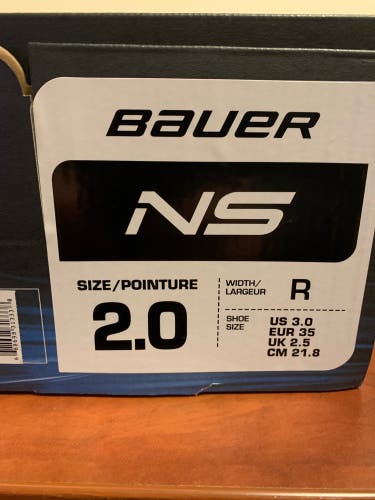 BAUER
NS
SIZE/POINTURE
2.0
WIDTH/
LARGEUR
R
SHOE
SIZE
US 3.0
EUR 35
UK 2.5
CM 21.8